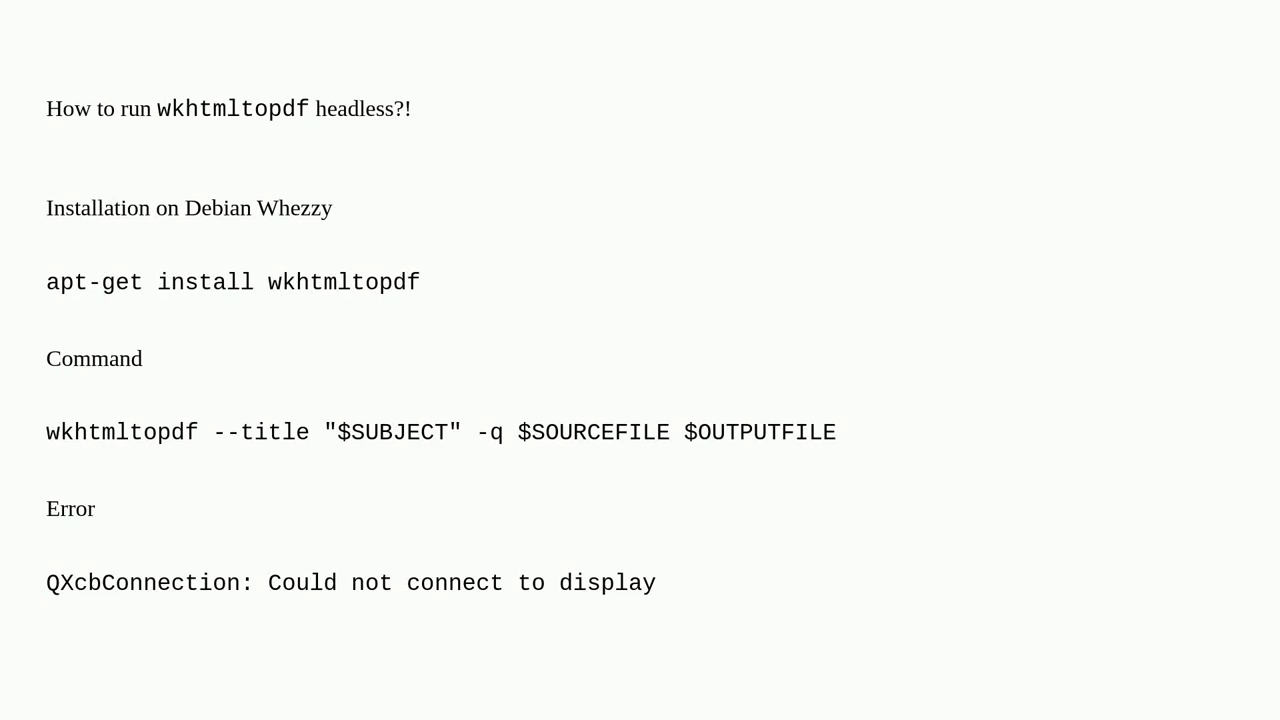 How to run wkhtmltopdf headless?!
Installation on Debian Whezzy
apt-get install wkhtmltopdf
Command
wkhtmltopdf --title "$SUBJECT" -q $SOURCEFILE $OUTPUTFILE
Error
QXcbConnection: Could not connect to display